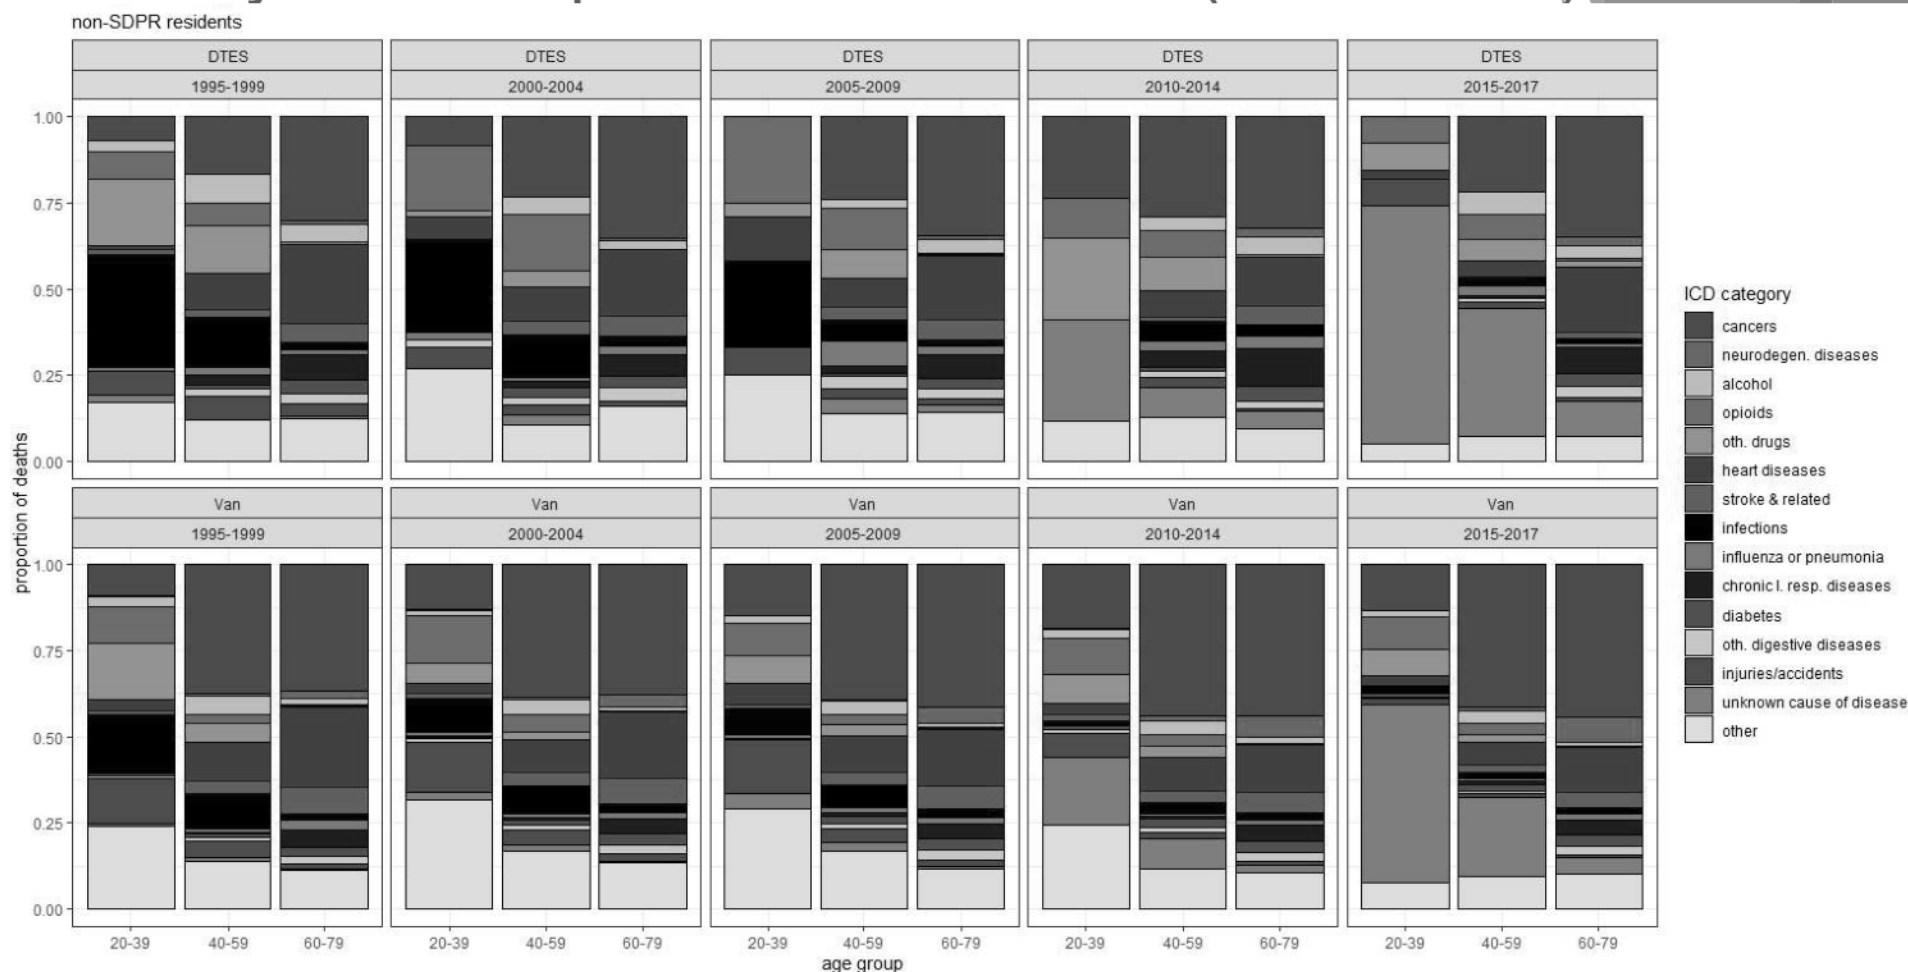 non-SDPR residents
DTES DTES DTES DTES DTES
1995-1999 2000-2004 2005-2009 2010-2014 2015-2017
1.00
0.75
0.50
0.25
0.00
proportion of deaths
Van Van Van Van Van
1995-1999 2000-2004 2005-2009 2010-2014 2015-2017
1.00
0.75
0.50
0.25
0.00
20-39 40-59 60-79 20-39 40-59 60-79 20-39 40-59 60-79 20-39 40-59 60-79 20-39 40-59 60-79
age group
ICD category
cancers
neurodegen. diseases
alcohol
opioids
oth. drugs
heart diseases
stroke & related
infections
influenza or pneumonia
chronic l. resp. diseases
diabetes
oth. digestive diseases
injuries/accidents
unknown cause of disease
other